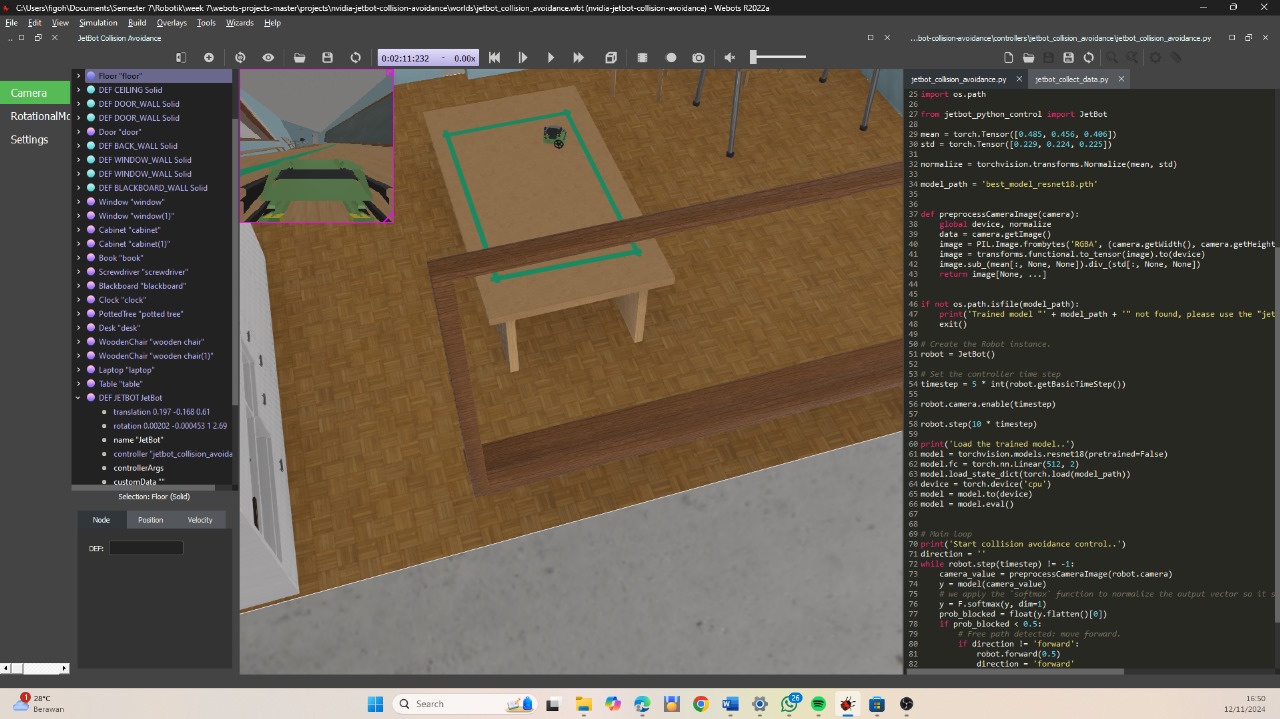 C:\Users\figoh\Documents\Semester 7\Robotik\week 7\webots-projects-master\projects\nvidia-jetbot-collision-avoidance\worlds\jetbot_collision_avoidance.wbt (nvidia-jetbot-collision-avoidance) - Webots R2022a
File Edit View Simulation Build Overlays Tools Wizards Help
JetBot Collision Avoidance
...bot-collision-avoidance\controllers\jetbot_collision_avoidance\jetbot_collision_avoidance.py
0:02:11:232 - 0.00x
Camera
RotationalMo
Settings
Floor "floor"
DEF CEILING Solid
DEF DOOR_WALL Solid
DEF DOOR_WALL Solid
Door "door"
DEF BACK_WALL Solid
DEF WINDOW_WALL Solid
DEF WINDOW_WALL Solid
DEF BLACKBOARD_WALL Solid
Window "window"
Window "window(1)"
Cabinet "cabinet"
Cabinet "cabinet(1)"
Book "book"
Screwdriver "screwdriver"
Blackboard "blackboard"
Clock "clock"
PottedTree "potted tree"
Desk "desk"
WoodenChair "wooden chair"
WoodenChair "wooden chair(1)"
Laptop "laptop"
Table "table"
DEF JETBOT JetBot
translation 0.197 -0.168 0.61
rotation 0.00202 -0.000453 1 2.69
name "JetBot"
controller "jetbot_collision_avoida
controllerArgs
customData ""
Selection: Floor (Solid)
Node Position Velocity
DEF:
jetbot_collision_avoidance.py jetbot_collect_data.py
25 import os.path
26
27 from jetbot_python_control import JetBot
28
29 mean = torch.Tensor([0.485, 0.456, 0.406])
30 std = torch.Tensor([0.229, 0.224, 0.225])
31
32 normalize = torchvision.transforms.Normalize(mean, std)
33
34 model_path = 'best_model_resnet18.pth'
35
36
37 def preprocessCameraImage(camera):
38 global device, normalize
39 data = camera.getImage()
40 image = PIL.Image.frombytes('RGBA', (camera.getWidth(), camera.getHeight
41 image = transforms.functional.to_tensor(image).to(device)
42 image.sub_(mean[:, None, None]).div_(std[:, None, None])
43 return image[None, ...]
44
45
46 if not os.path.isfile(model_path):
47 print('Trained model "' + model_path + '" not found, please use the "jet
48 exit()
49
50 # Create the Robot instance.
51 robot = JetBot()
52
53 # Set the controller time step
54 timestep = 5 * int(robot.getBasicTimeStep())
55
56 robot.camera.enable(timestep)
57
58 robot.step(10 * timestep)
59
60 print('Load the trained model..')
61 model = torchvision.models.resnet18(pretrained=False)
62 model.fc = torch.nn.Linear(512, 2)
63 model.load_state_dict(torch.load(model_path))
64 device = torch.device('cpu')
65 model = model.to(device)
66 model = model.eval()
67
68
69 # Main loop
70 print('Start collision avoidance control..')
71 direction = ''
72 while robot.step(timestep) != -1:
73 camera_value = preprocessCameraImage(robot.camera)
74 y = model(camera_value)
75 # we apply the `softmax` function to normalize the output vector so it s
76 y = F.softmax(y, dim=1)
77 prob_blocked = float(y.flatten()[0])
78 if prob_blocked < 0.5:
79 # Free path detected: move forward.
80 if direction != 'forward':
81 robot.forward(0.5)
82 direction = 'forward'
1
28°C
Berawan
Search
26
16:50
12/11/2024